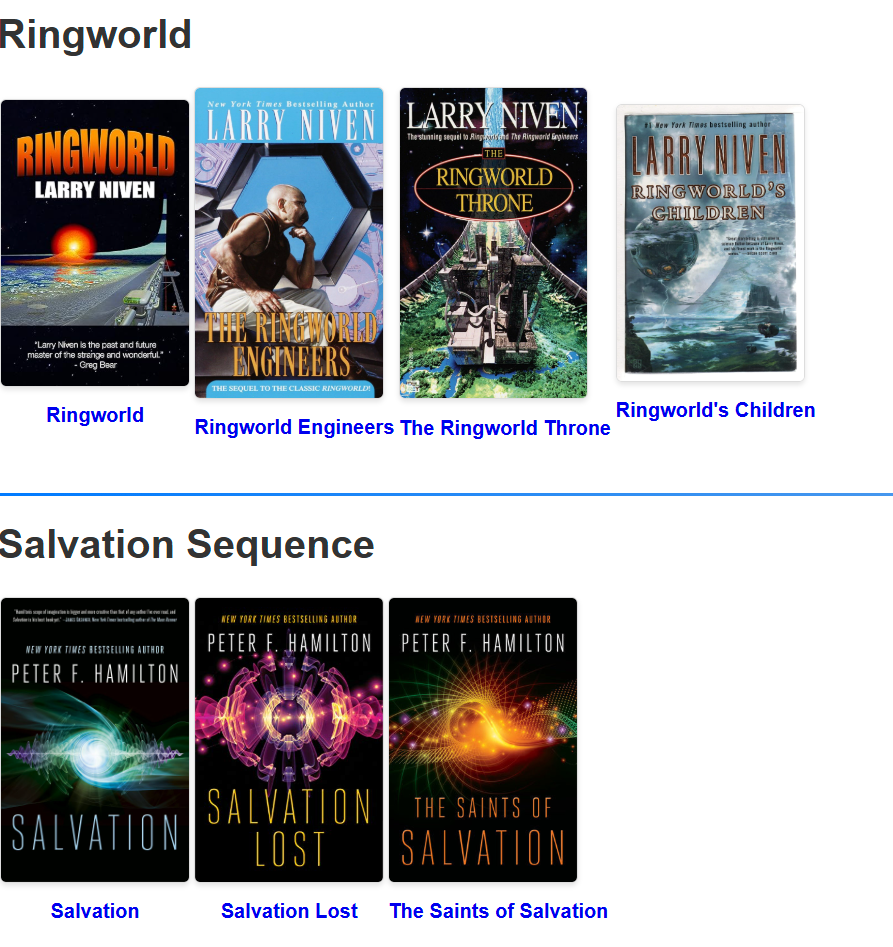 Ringworld
RINGWORLD
LARRY NIVEN
"Larry Niven is the past and future
master of the strange and wonderful."
- Greg Bear
Ringworld
New York Times Bestselling Author
LARRY NIVEN
THE RINGWORLD
ENGINEERS
THE SEQUEL TO THE CLASSIC RINGWORLD!
Ringworld Engineers
LARRY NIVEN
The stunning sequel to Ringworld and The Ringworld Engineers
THE
RINGWORLD
THRONE
The Ringworld Throne
#1 New York Times bestselling author
LARRY NIVEN
RINGWORLD'S
CHILDREN
Ringworld's Children
Salvation Sequence
NEW YORK TIMES BESTSELLING AUTHOR
PETER F. HAMILTON
SALVATION
Salvation
NEW YORK TIMES BESTSELLING AUTHOR
PETER F. HAMILTON
SALVATION
LOST
Salvation Lost
NEW YORK TIMES BESTSELLING AUTHOR
PETER F. HAMILTON
THE SAINTS OF
SALVATION
The Saints of Salvation